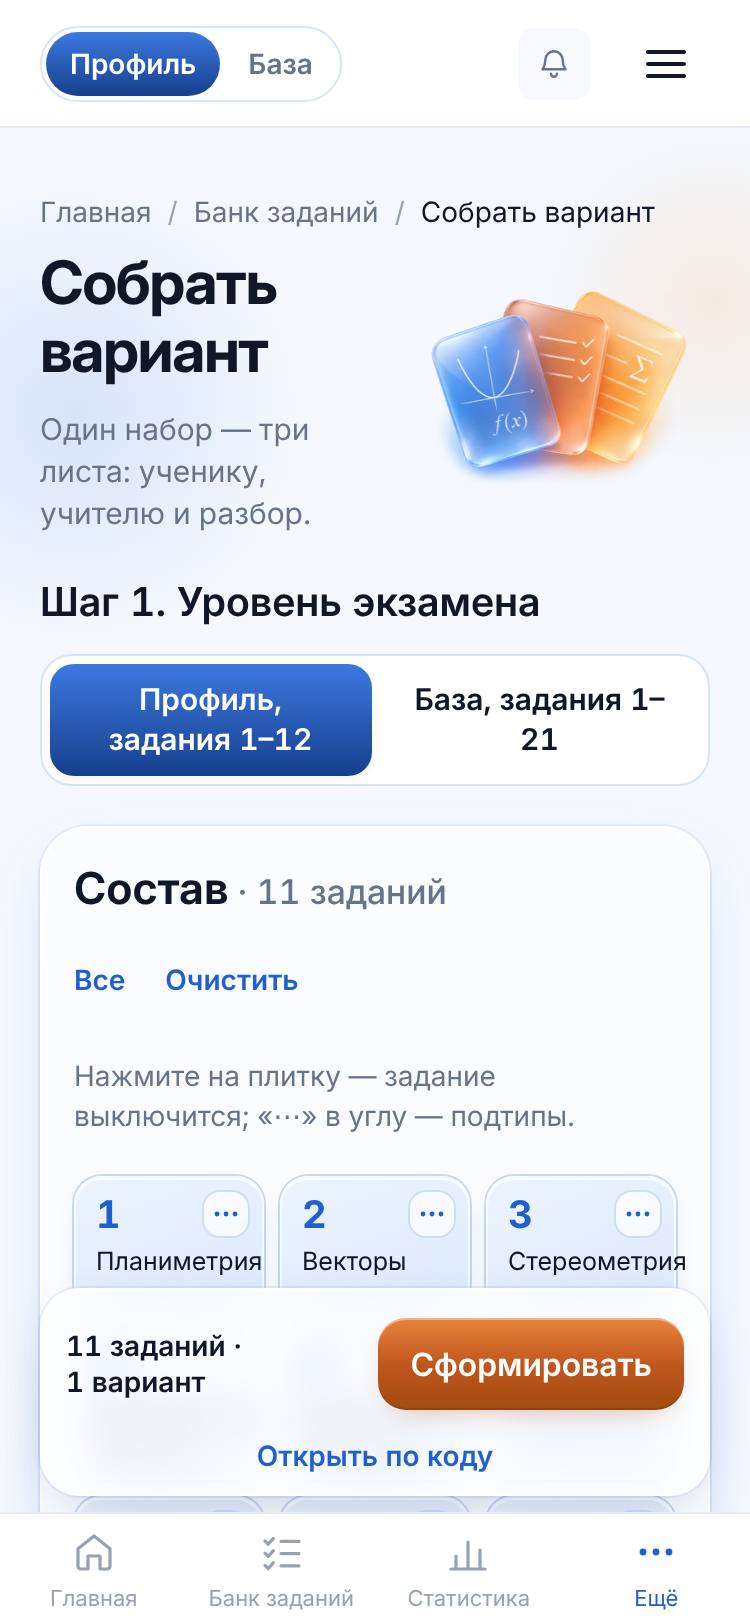 Профиль База
Главная / Банк заданий / Собрать вариант
Собрать
вариант
Один набор — три
листа: ученику,
учителю и разбор.
f(x)
Σ
Шаг 1. Уровень экзамена
Профиль,
задания 1–12
База, задания 1–
21
Состав · 11 заданий
Все Очистить
Нажмите на плитку — задание
выключится; «···» в углу — подтипы.
1 ··· 2 ··· 3 ···
Планиметрия Векторы Стереометрия
11 заданий ·
1 вариант
Сформировать
Открыть по коду
Главная Банк заданий Статистика Ещё